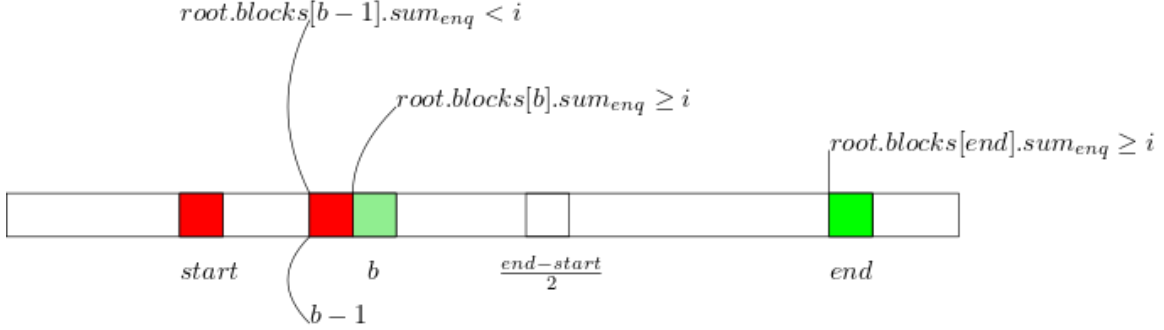 root.blocks[b − 1].sum_enq < i
root.blocks[b].sum_enq ≥ i
root.blocks[end].sum_enq ≥ i
start
b
end−start
2
end
b − 1